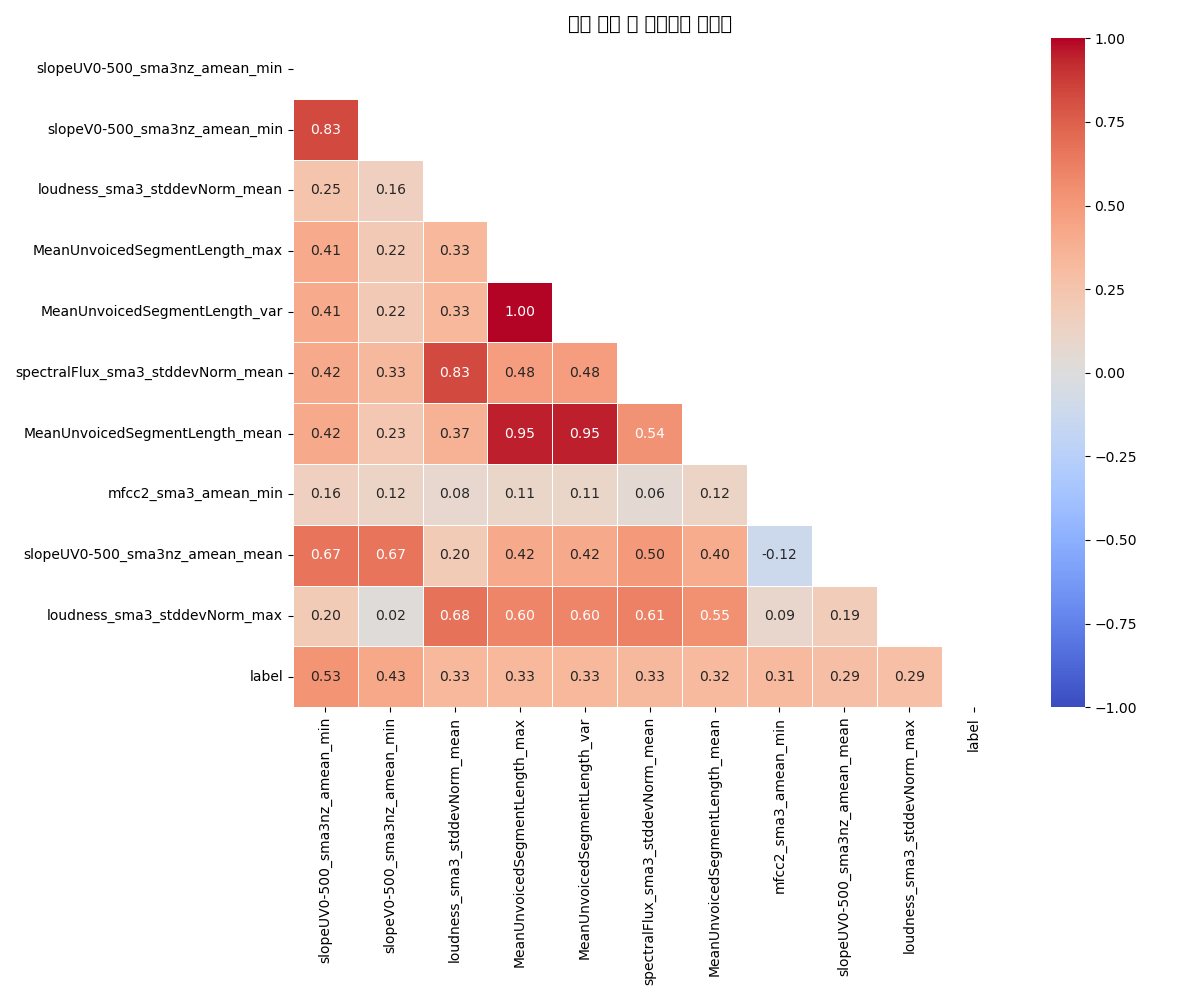 slopeUV0-500_sma3nz_amean_min
slopeV0-500_sma3nz_amean_min
0.83
loudness_sma3_stddevNorm_mean
0.25 0.16
MeanUnvoicedSegmentLength_max
0.41 0.22 0.33
MeanUnvoicedSegmentLength_var
0.41 0.22 0.33 1.00
spectralFlux_sma3_stddevNorm_mean
0.42 0.33 0.83 0.48 0.48
MeanUnvoicedSegmentLength_mean
0.42 0.23 0.37 0.95 0.95 0.54
mfcc2_sma3_amean_min
0.16 0.12 0.08 0.11 0.11 0.06 0.12
slopeUV0-500_sma3nz_amean_mean
0.67 0.67 0.20 0.42 0.42 0.50 0.40 -0.12
loudness_sma3_stddevNorm_max
0.20 0.02 0.68 0.60 0.60 0.61 0.55 0.09 0.19
label
0.53 0.43 0.33 0.33 0.33 0.33 0.32 0.31 0.29 0.29
slopeUV0-500_sma3nz_amean_min
slopeV0-500_sma3nz_amean_min
loudness_sma3_stddevNorm_mean
MeanUnvoicedSegmentLength_max
MeanUnvoicedSegmentLength_var
spectralFlux_sma3_stddevNorm_mean
MeanUnvoicedSegmentLength_mean
mfcc2_sma3_amean_min
slopeUV0-500_sma3nz_amean_mean
loudness_sma3_stddevNorm_max
label
1.00
0.75
0.50
0.25
0.00
−0.25
−0.50
−0.75
−1.00